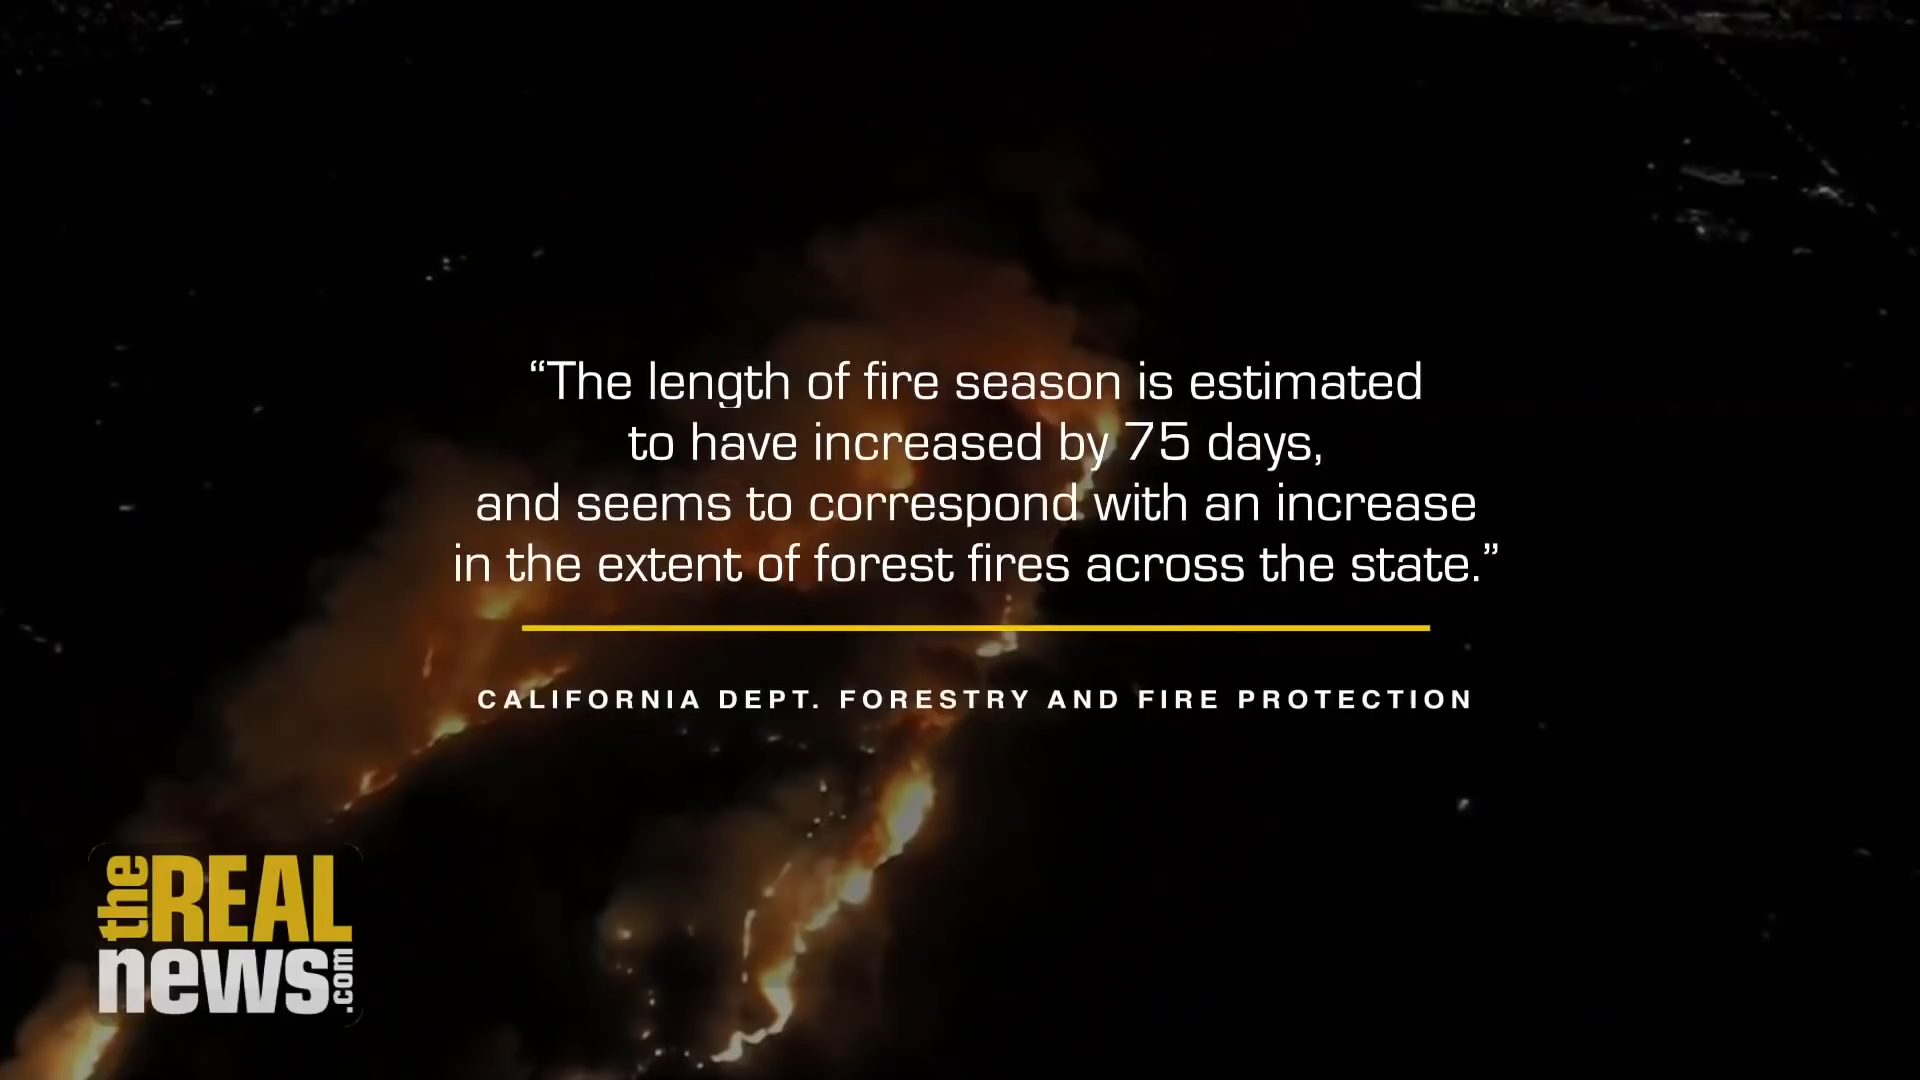 “The length of fire season is estimated
to have increased by 75 days,
and seems to correspond with an increase
in the extent of forest fires across the state.”
CALIFORNIA DEPT. FORESTRY AND FIRE PROTECTION
the REAL
news.com